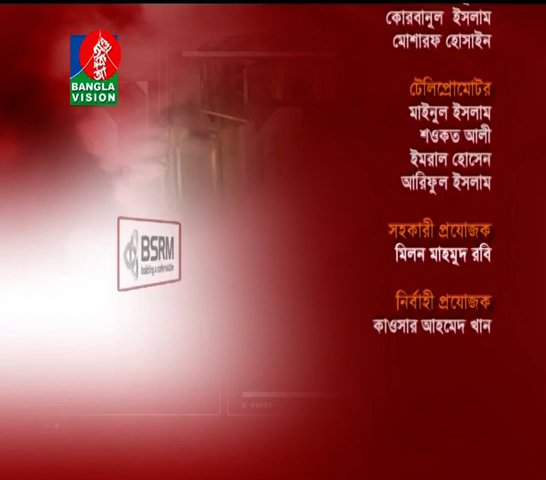 কোরবানুল ইসলাম
মোশারফ হোসাইন
টেলিপ্রোমোটর
মাইনুল ইসলাম
শওকত আলী
ইমরাল হোসেন
আরিফুল ইসলাম
সহকারী প্রযোজক
মিলন মাহমুদ রবি
নির্বাহী প্রযোজক
কাওসার আহমেদ খান
BANGLA
VISION
BSRM